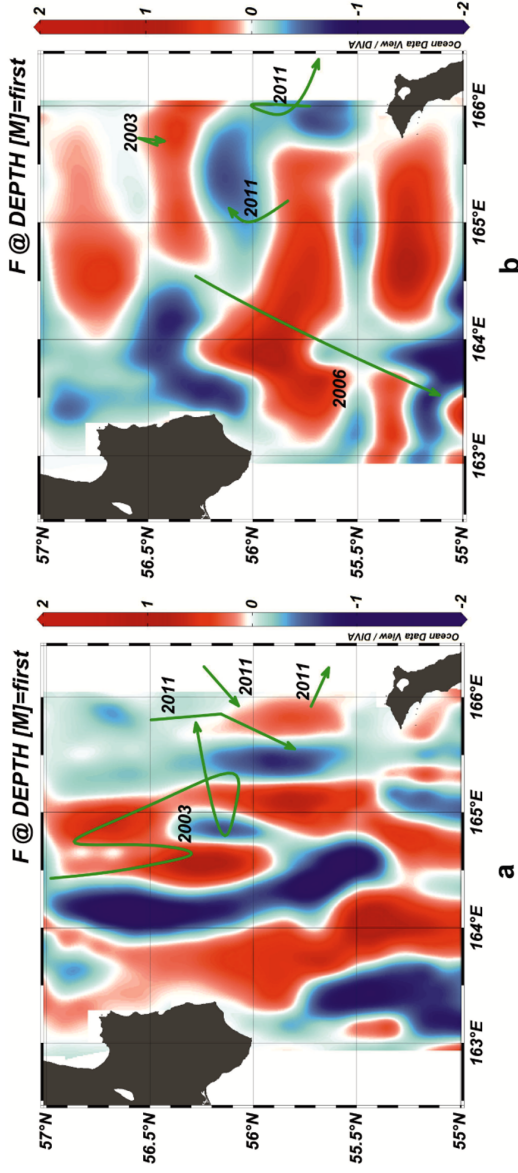 F @ DEPTH [M]=first
57°N
56.5°N
56°N
55.5°N
55°N
163°E
164°E
165°E
166°E
2003
2011
2011
2011
2
1
0
-1
-2
Ocean Data View / DIVA
a
F @ DEPTH [M]=first
57°N
56.5°N
56°N
55.5°N
55°N
163°E
164°E
165°E
166°E
2003
2011
2011
2006
2
1
0
-1
-2
Ocean Data View / DIVA
b